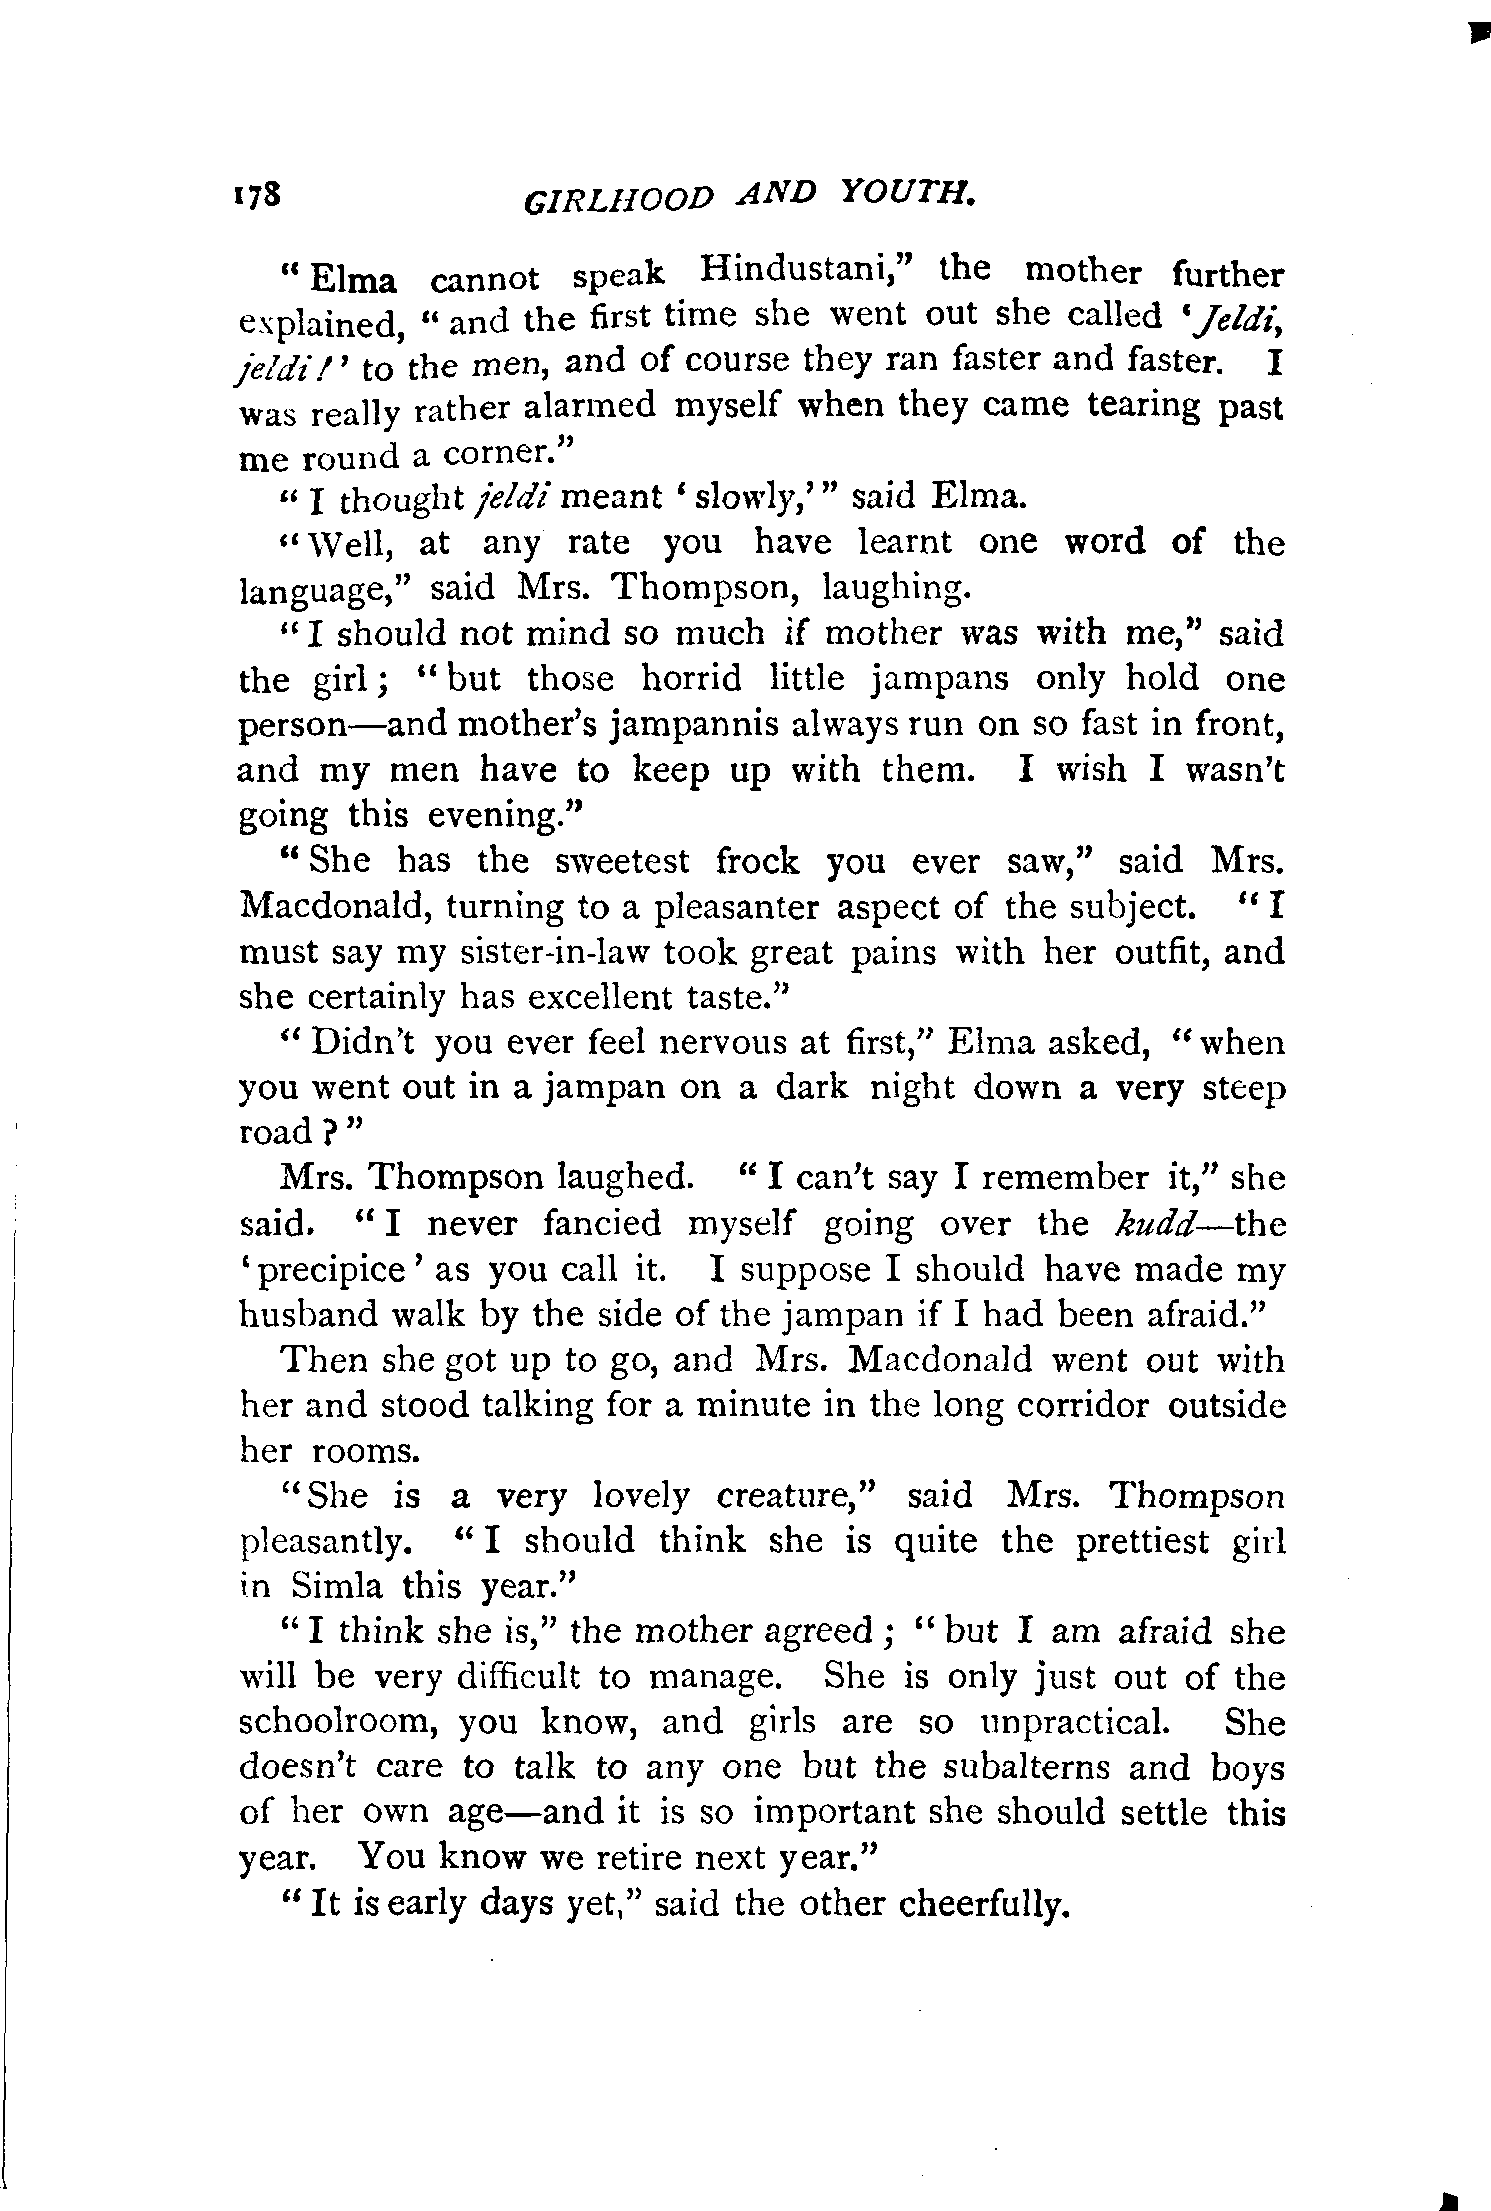 178 GIRLHOOD AND YOUTH.
" Elma cannot speak Hindustani," the mother further
explained, " and the first time she went out she called ' Jeldi,
jeldi ! ' to the men, and of course they ran faster and faster. I
was really rather alarmed myself when they came tearing past
me round a corner."
" I thought jeldi meant ' slowly,' " said Elma.
" Well, at any rate you have learnt one word of the
language," said Mrs. Thompson, laughing.
" I should not mind so much if mother was with me," said
the girl ; " but those horrid little jampans only hold one
person—and mother's jampannis always run on so fast in front,
and my men have to keep up with them. I wish I wasn't
going this evening."
" She has the sweetest frock you ever saw," said Mrs.
Macdonald, turning to a pleasanter aspect of the subject. " I
must say my sister-in-law took great pains with her outfit, and
she certainly has excellent taste."
" Didn't you ever feel nervous at first," Elma asked, " when
you went out in a jampan on a dark night down a very steep
road ? "
Mrs. Thompson laughed. " I can't say I remember it," she
said. " I never fancied myself going over the kudd—the
' precipice ' as you call it. I suppose I should have made my
husband walk by the side of the jampan if I had been afraid."
Then she got up to go, and Mrs. Macdonald went out with
her and stood talking for a minute in the long corridor outside
her rooms.
" She is a very lovely creature," said Mrs. Thompson
pleasantly. " I should think she is quite the prettiest girl
in Simla this year."
" I think she is," the mother agreed ; " but I am afraid she
will be very difficult to manage. She is only just out of the
schoolroom, you know, and girls are so unpractical. She
doesn't care to talk to any one but the subalterns and boys
of her own age—and it is so important she should settle this
year. You know we retire next year."
" It is early days yet," said the other cheerfully.